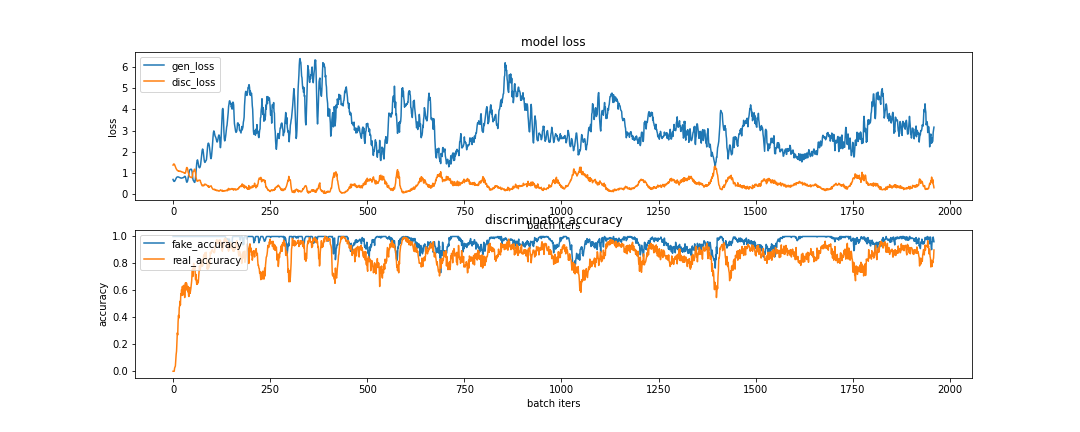 model loss
gen_loss
disc_loss
6
5
4
3
2
1
0
loss
0 250 500 750 1000 1250 1500 1750 2000
batch iters
discriminator accuracy
fake_accuracy
real_accuracy
1.0
0.8
0.6
0.4
0.2
0.0
accuracy
0 250 500 750 1000 1250 1500 1750 2000
batch iters